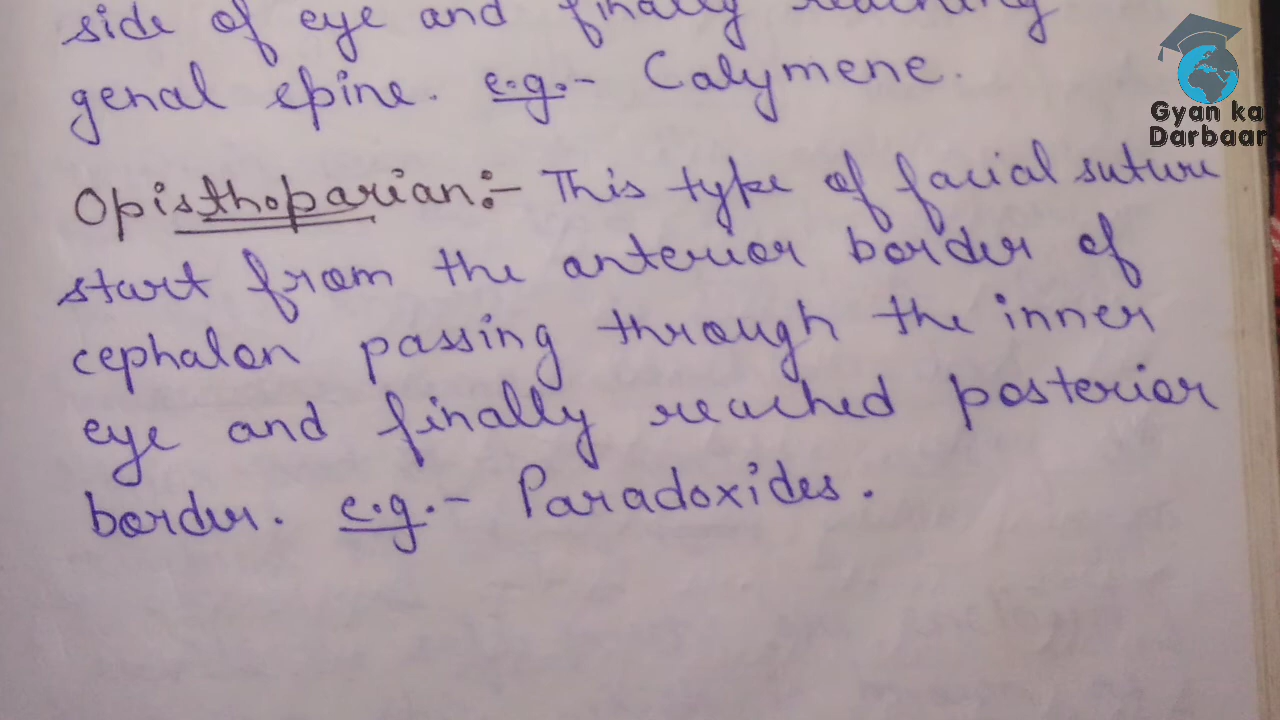 side of eye and finally reaching
genal spine. e.g.- Calymene.
Gyan ka
Darbaar
Opisthoparian:- This type of facial suture
start from the anterior border of
cephalon passing through the inner
eye and finally reached posterior
border. e.g.- Paradoxides.